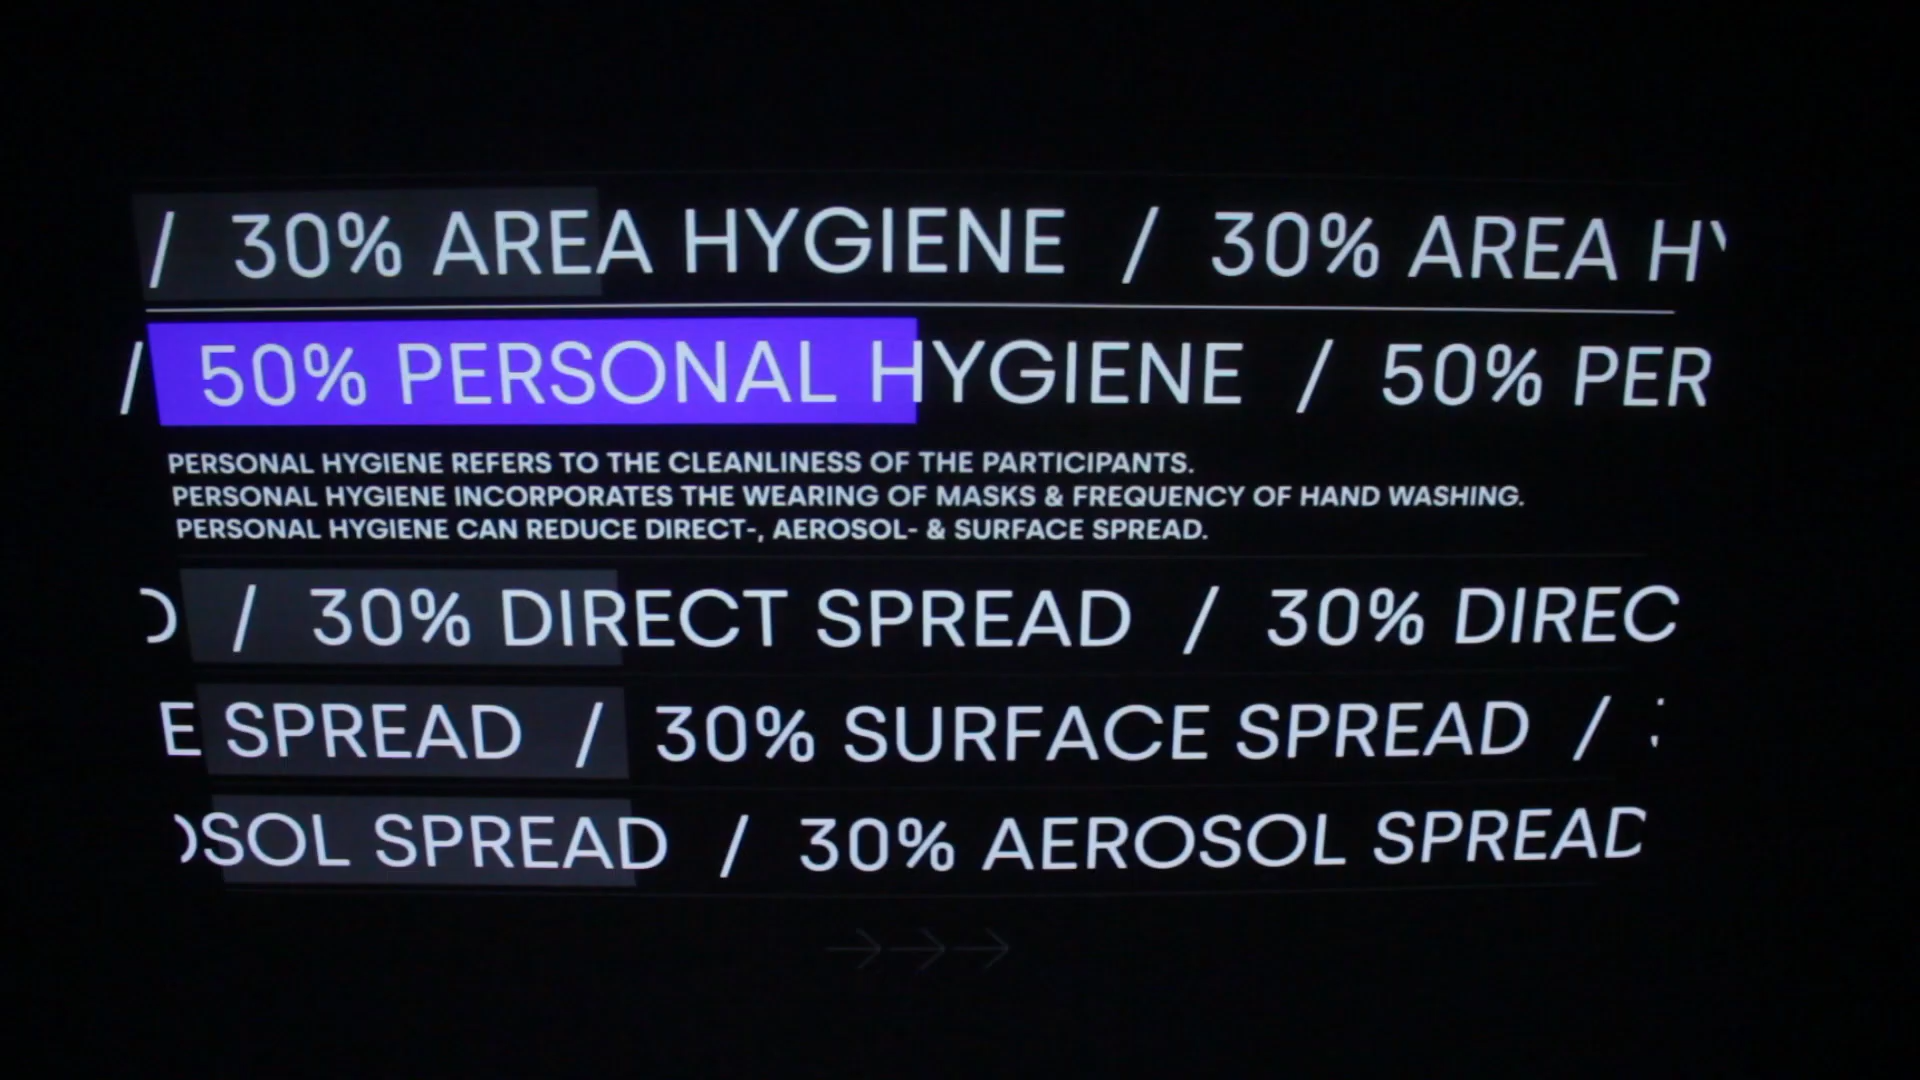 / 30% AREA HYGIENE / 30% AREA HY
/ 50% PERSONAL HYGIENE / 50% PER
PERSONAL HYGIENE REFERS TO THE CLEANLINESS OF THE PARTICIPANTS.
PERSONAL HYGIENE INCORPORATES THE WEARING OF MASKS & FREQUENCY OF HAND WASHING.
PERSONAL HYGIENE CAN REDUCE DIRECT-, AEROSOL- & SURFACE SPREAD.
D / 30% DIRECT SPREAD / 30% DIREC
E SPREAD / 30% SURFACE SPREAD /
OSOL SPREAD / 30% AEROSOL SPREAD